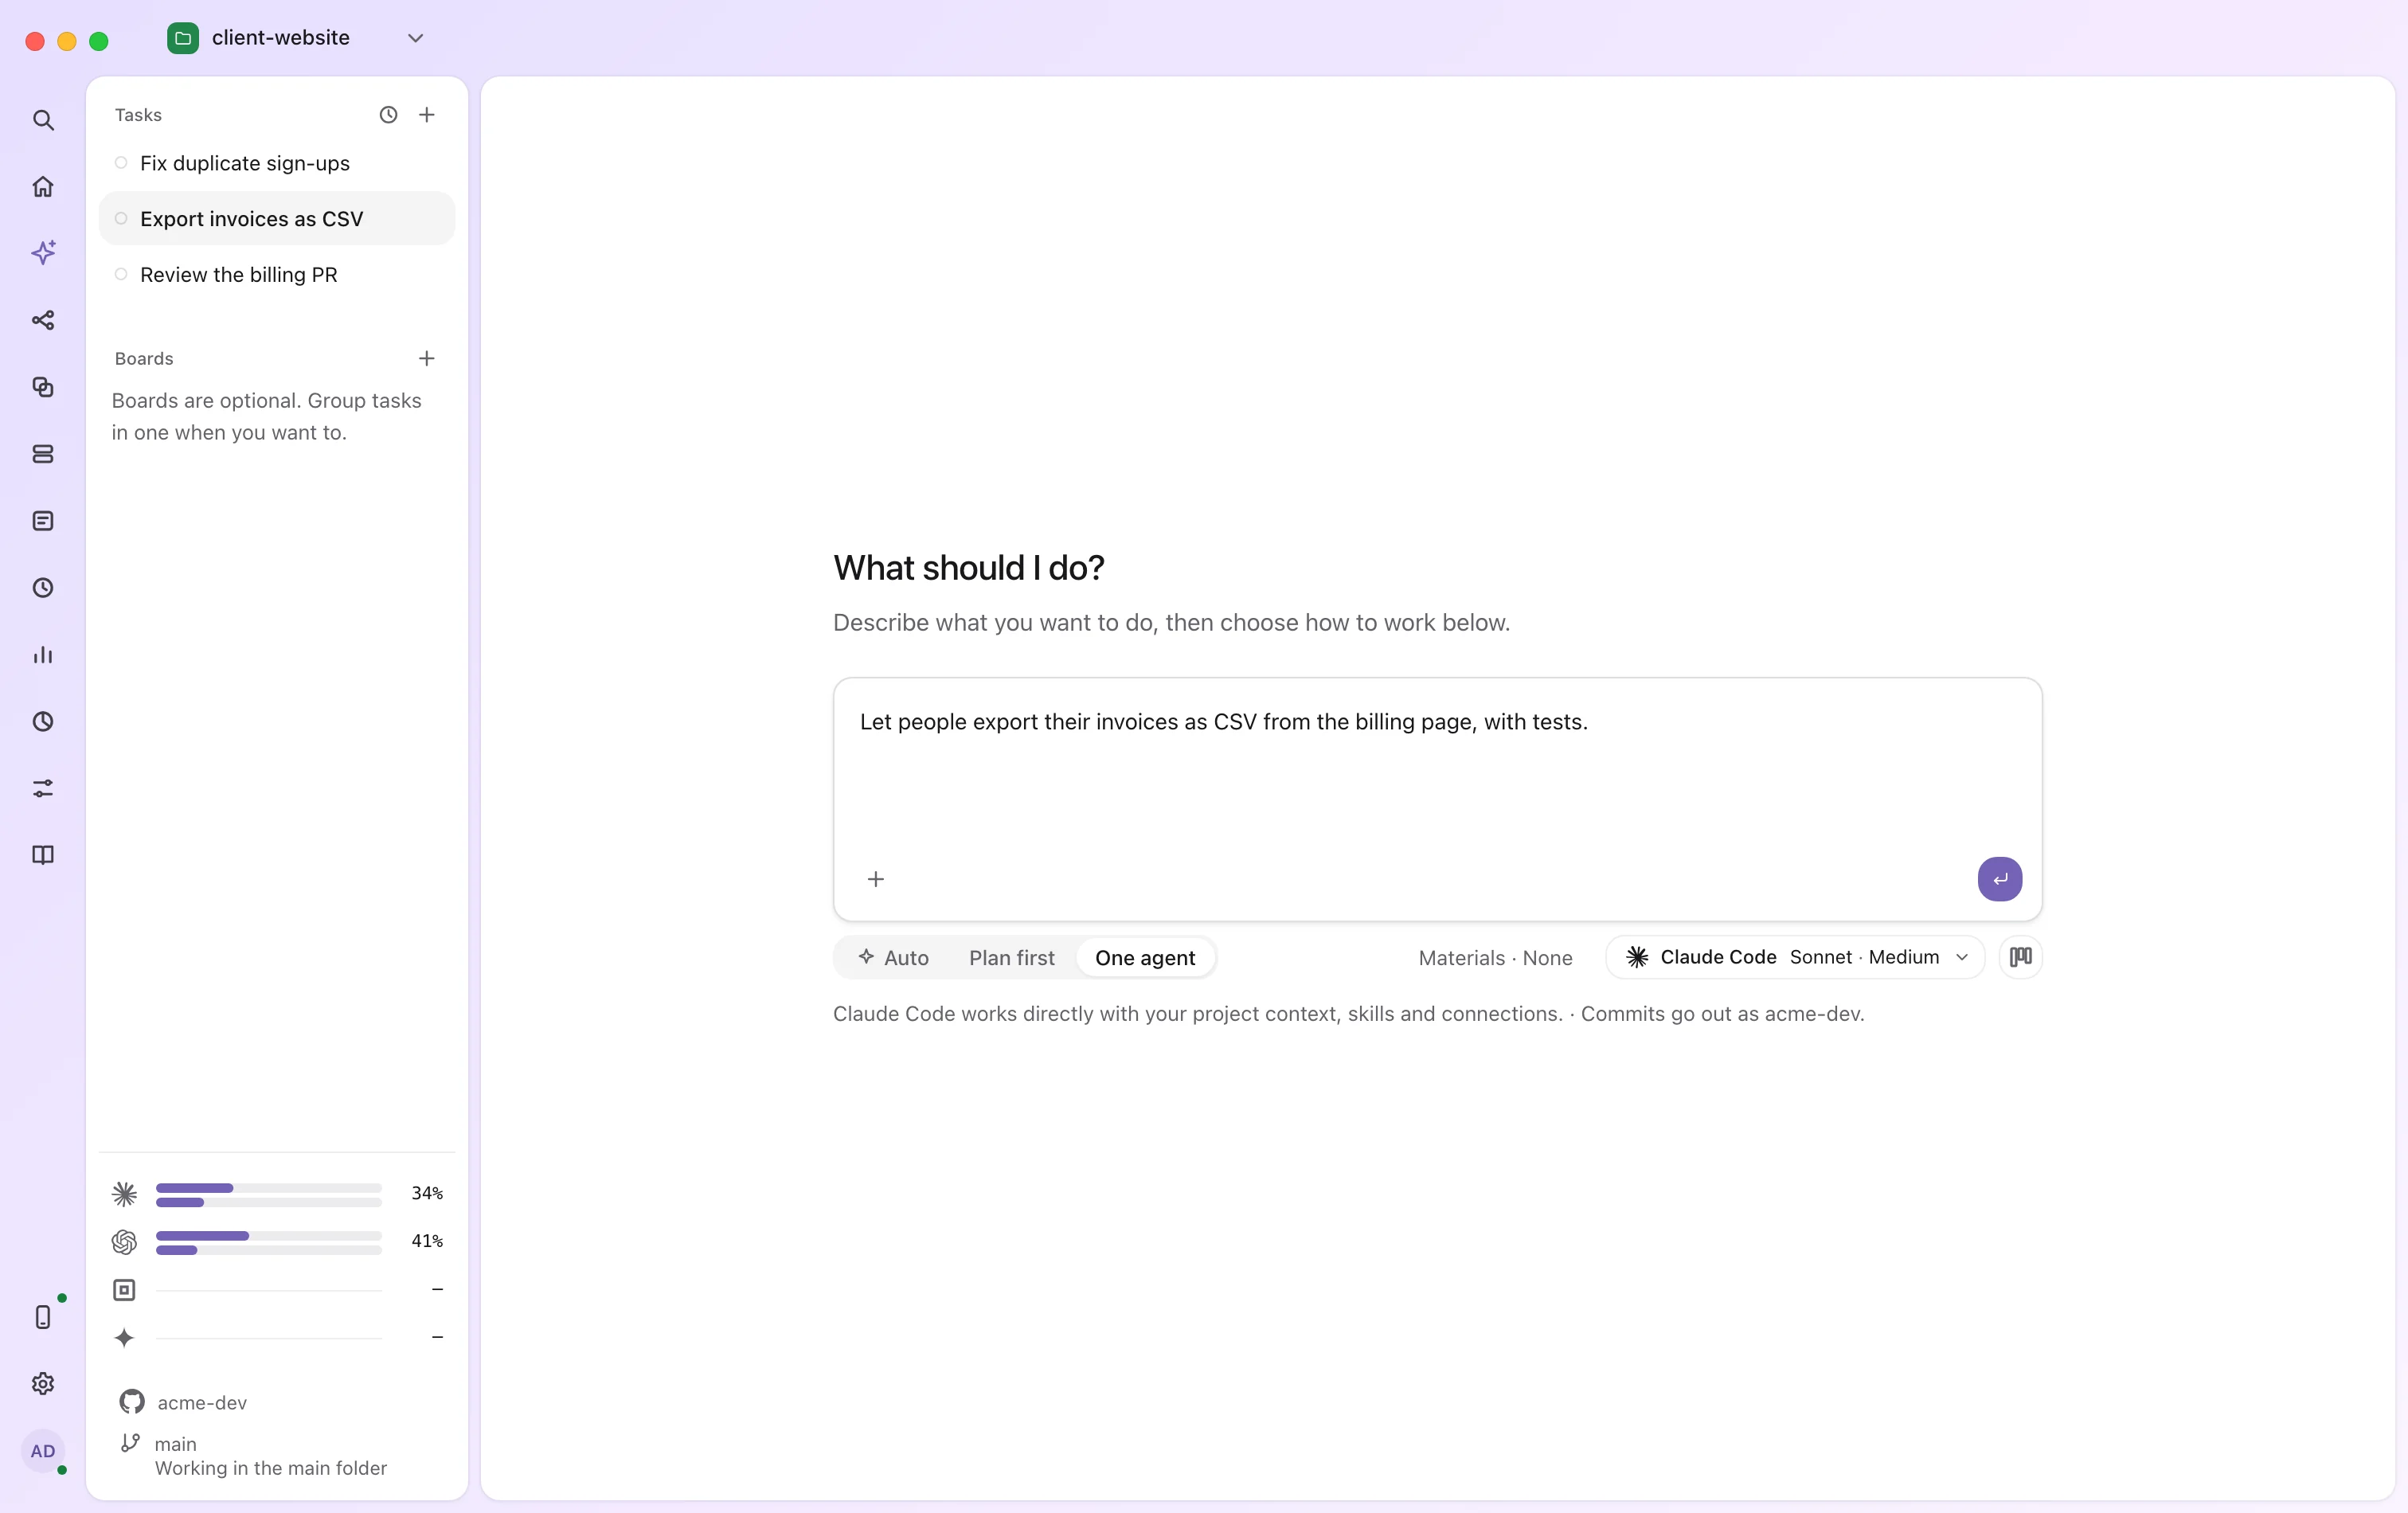 client-website
Tasks
Fix duplicate sign-ups
Export invoices as CSV
Review the billing PR
Boards
Boards are optional. Group tasks
in one when you want to.
What should I do?
Describe what you want to do, then choose how to work below.
Let people export their invoices as CSV from the billing page, with tests.
Auto Plan first One agent Materials · None Claude Code Sonnet · Medium
Claude Code works directly with your project context, skills and connections. · Commits go out as acme-dev.
34%
41%
–
–
acme-dev
main
Working in the main folder
AD